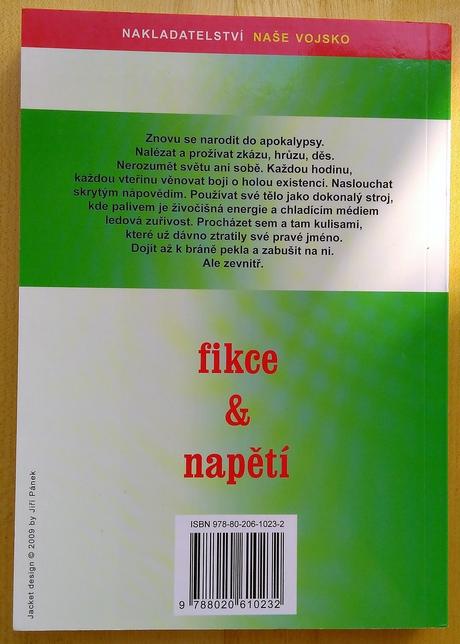 NAKLADATELSTVÍ NAŠE VOJSKO
Znovu se narodit do apokalypsy.
Nalézat a prožívat zkázu, hrůzu, děs.
Nerozumět světu ani sobě. Každou hodinu,
každou vteřinu věnovat boji o holou existenci. Naslouchat
skrytým nápovědím. Používat své tělo jako dokonalý stroj,
kde palivem je živočišná energie a chladícím médiem
ledová zuřivost. Procházet sem a tam kulisami,
které už dávno ztratily své pravé jméno.
Dojít až k bráně pekla a zabušit na ni.
Ale zevnitř.
fikce
&
napětí
Jacket design © 2009 by Jiří Pánek
ISBN 978-80-206-1023-2
9 788020 610232